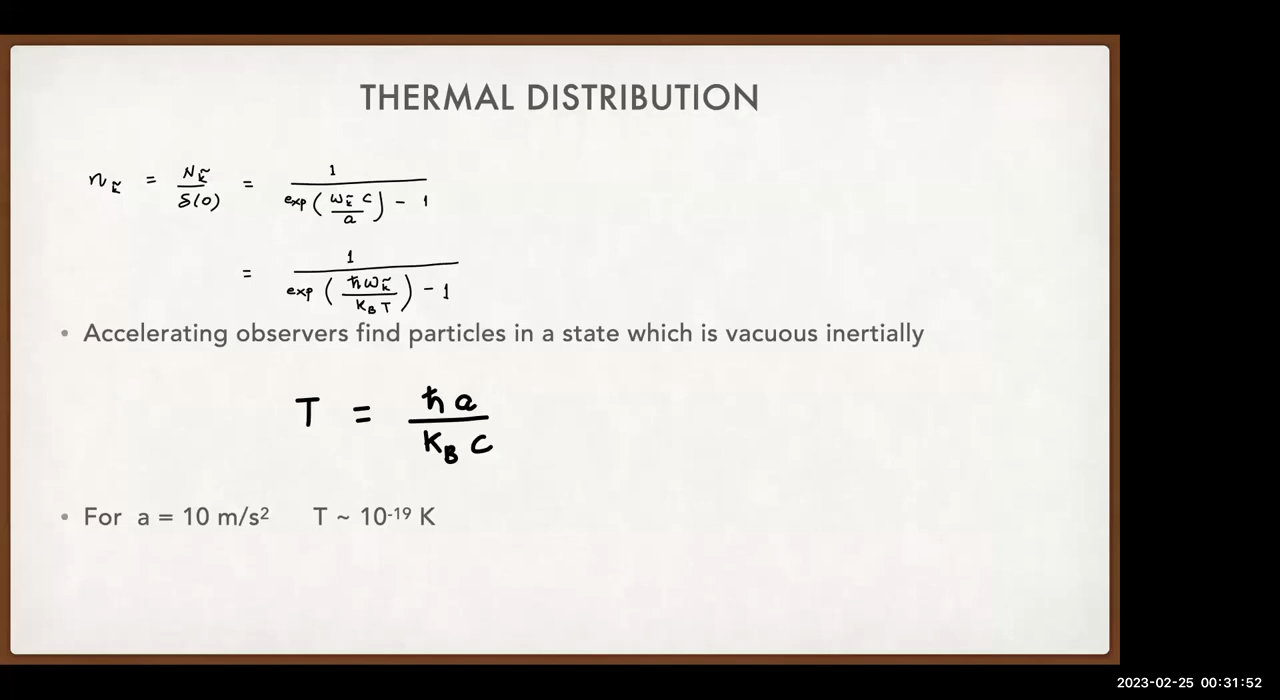 THERMAL DISTRIBUTION
n_k̃ = N_k̃ / δ(0) = 1 / (exp(ω_k̃ c / a) - 1)
= 1 / (exp(ħω_k̃ / k_B T) - 1)
• Accelerating observers find particles in a state which is vacuous inertially
T = ħ a / k_B c
• For a = 10 m/s² T ~ 10⁻¹⁹ K
2023-02-25 00:31:52